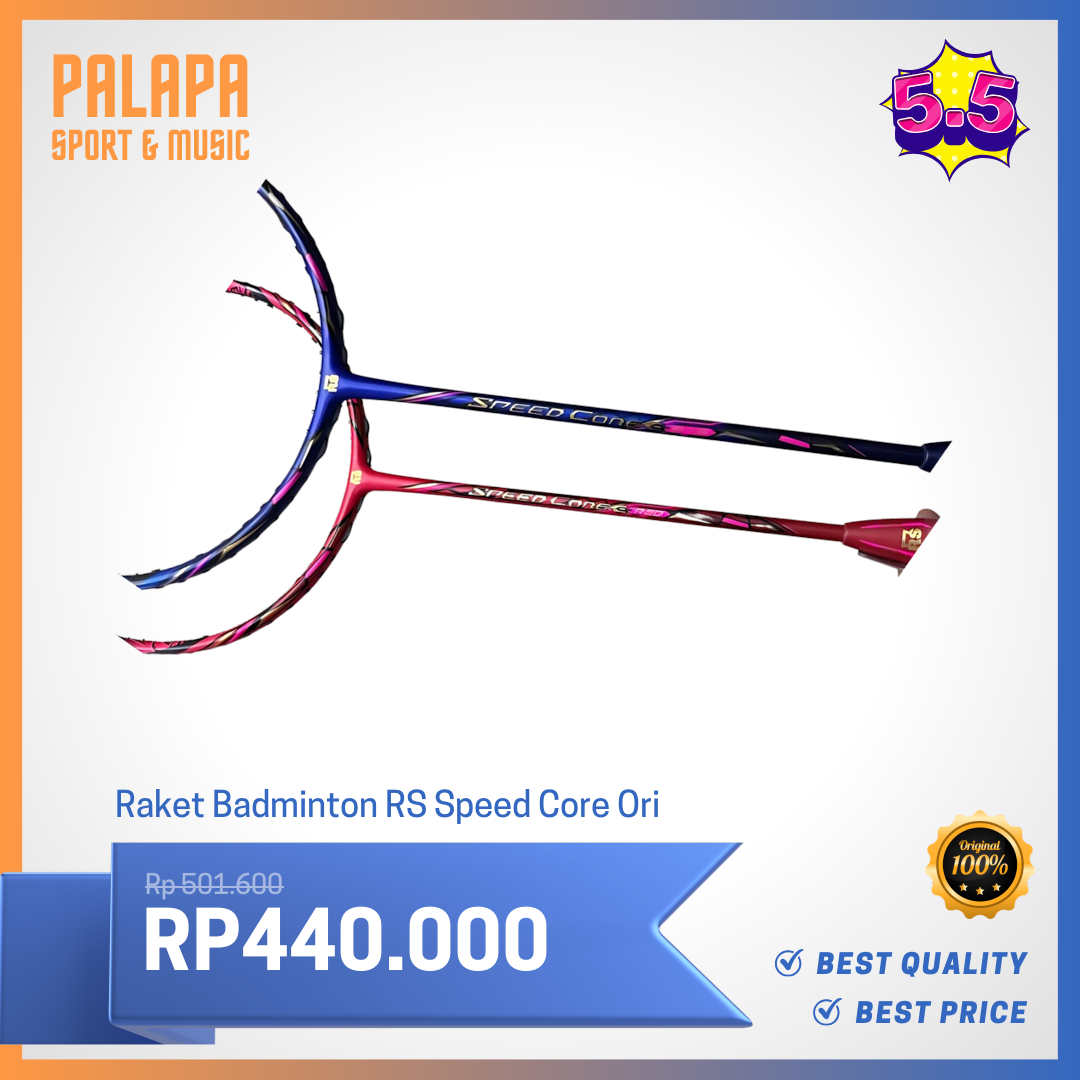 PALAPA
SPORT & MUSIC
5.5
SPEED CORE
SPEED CORE
RS
Raket Badminton RS Speed Core Ori
Rp 501.600
RP440.000
Original
100%
BEST QUALITY
BEST PRICE